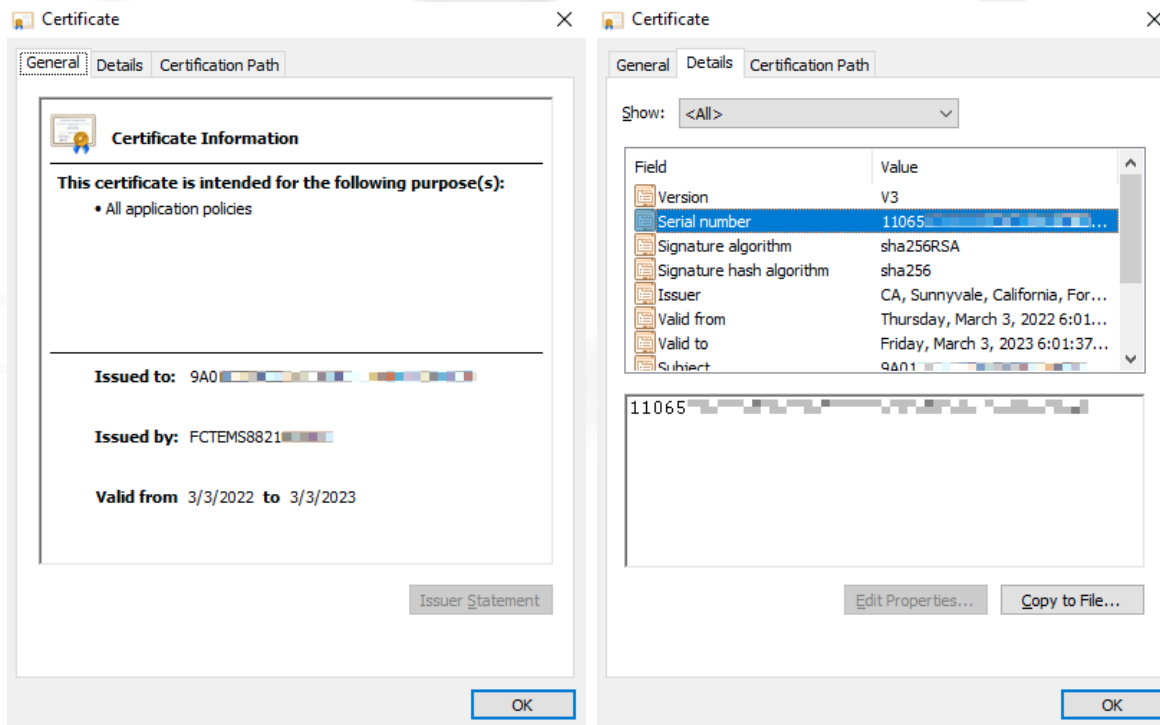 Certificate
General Details Certification Path
Certificate Information
This certificate is intended for the following purpose(s):
• All application policies
Issued to: 9A0
Issued by: FCTEMS8821
Valid from 3/3/2022 to 3/3/2023
Issuer Statement
OK
Certificate
General Details Certification Path
Show: <All>
Field Value
Version V3
Serial number 11065...
Signature algorithm sha256RSA
Signature hash algorithm sha256
Issuer CA, Sunnyvale, California, For...
Valid from Thursday, March 3, 2022 6:01...
Valid to Friday, March 3, 2023 6:01:37...
Subject 9A01
11065
Edit Properties... Copy to File...
OK